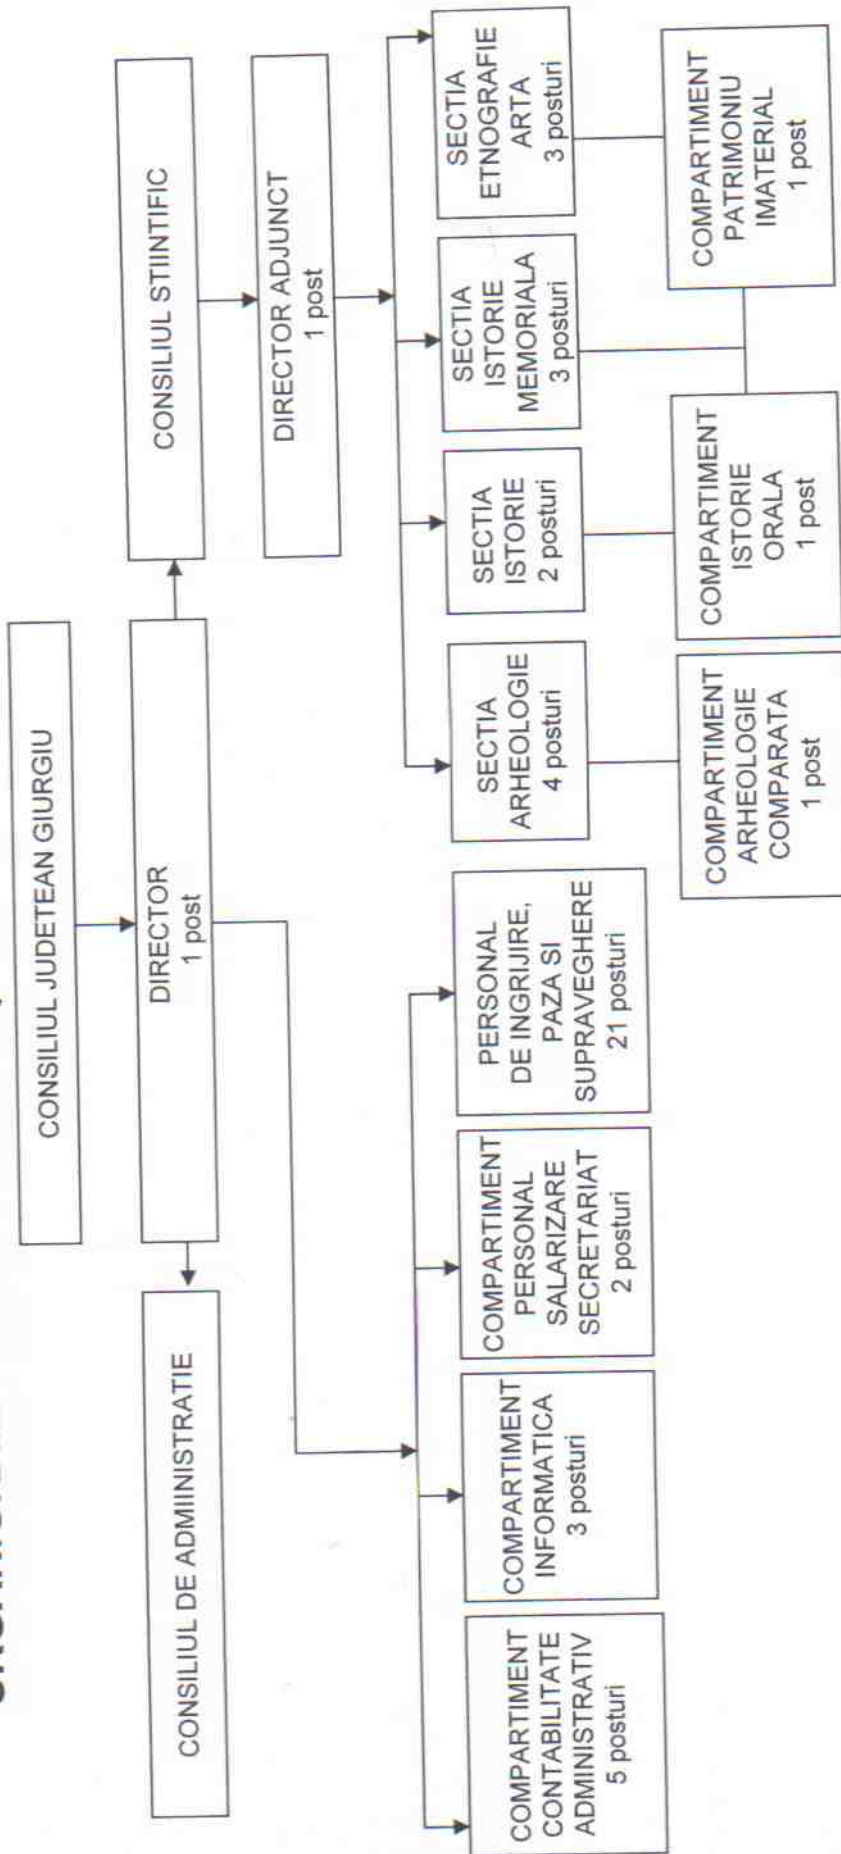 CONSILIUL JUDETEAN GIURGIU
DIRECTOR
1 post
CONSILIUL DE ADMIINISTRATIE
CONSILIUL STIINTIFIC
DIRECTOR ADJUNCT
1 post
COMPARTIMENT
CONTABILITATE
ADMINISTRATIV
5 posturi
COMPARTIMENT
INFORMATICA
3 posturi
COMPARTIMENT
PERSONAL
SALARIZARE
SECRETARIAT
2 posturi
PERSONAL
DE INGRIJIRE,
PAZA SI
SUPRAVEGHERE
21 posturi
SECTIA
ARHEOLOGIE
4 posturi
SECTIA
ISTORIE
2 posturi
SECTIA
ISTORIE
MEMORIALA
3 posturi
SECTIA
ETNOGRAFIE
ARTA
3 posturi
COMPARTIMENT
ARHEOLOGIE
COMPARATA
1 post
COMPARTIMENT
ISTORIE
ORALA
1 post
COMPARTIMENT
PATRIMONIU
IMATERIAL
1 post